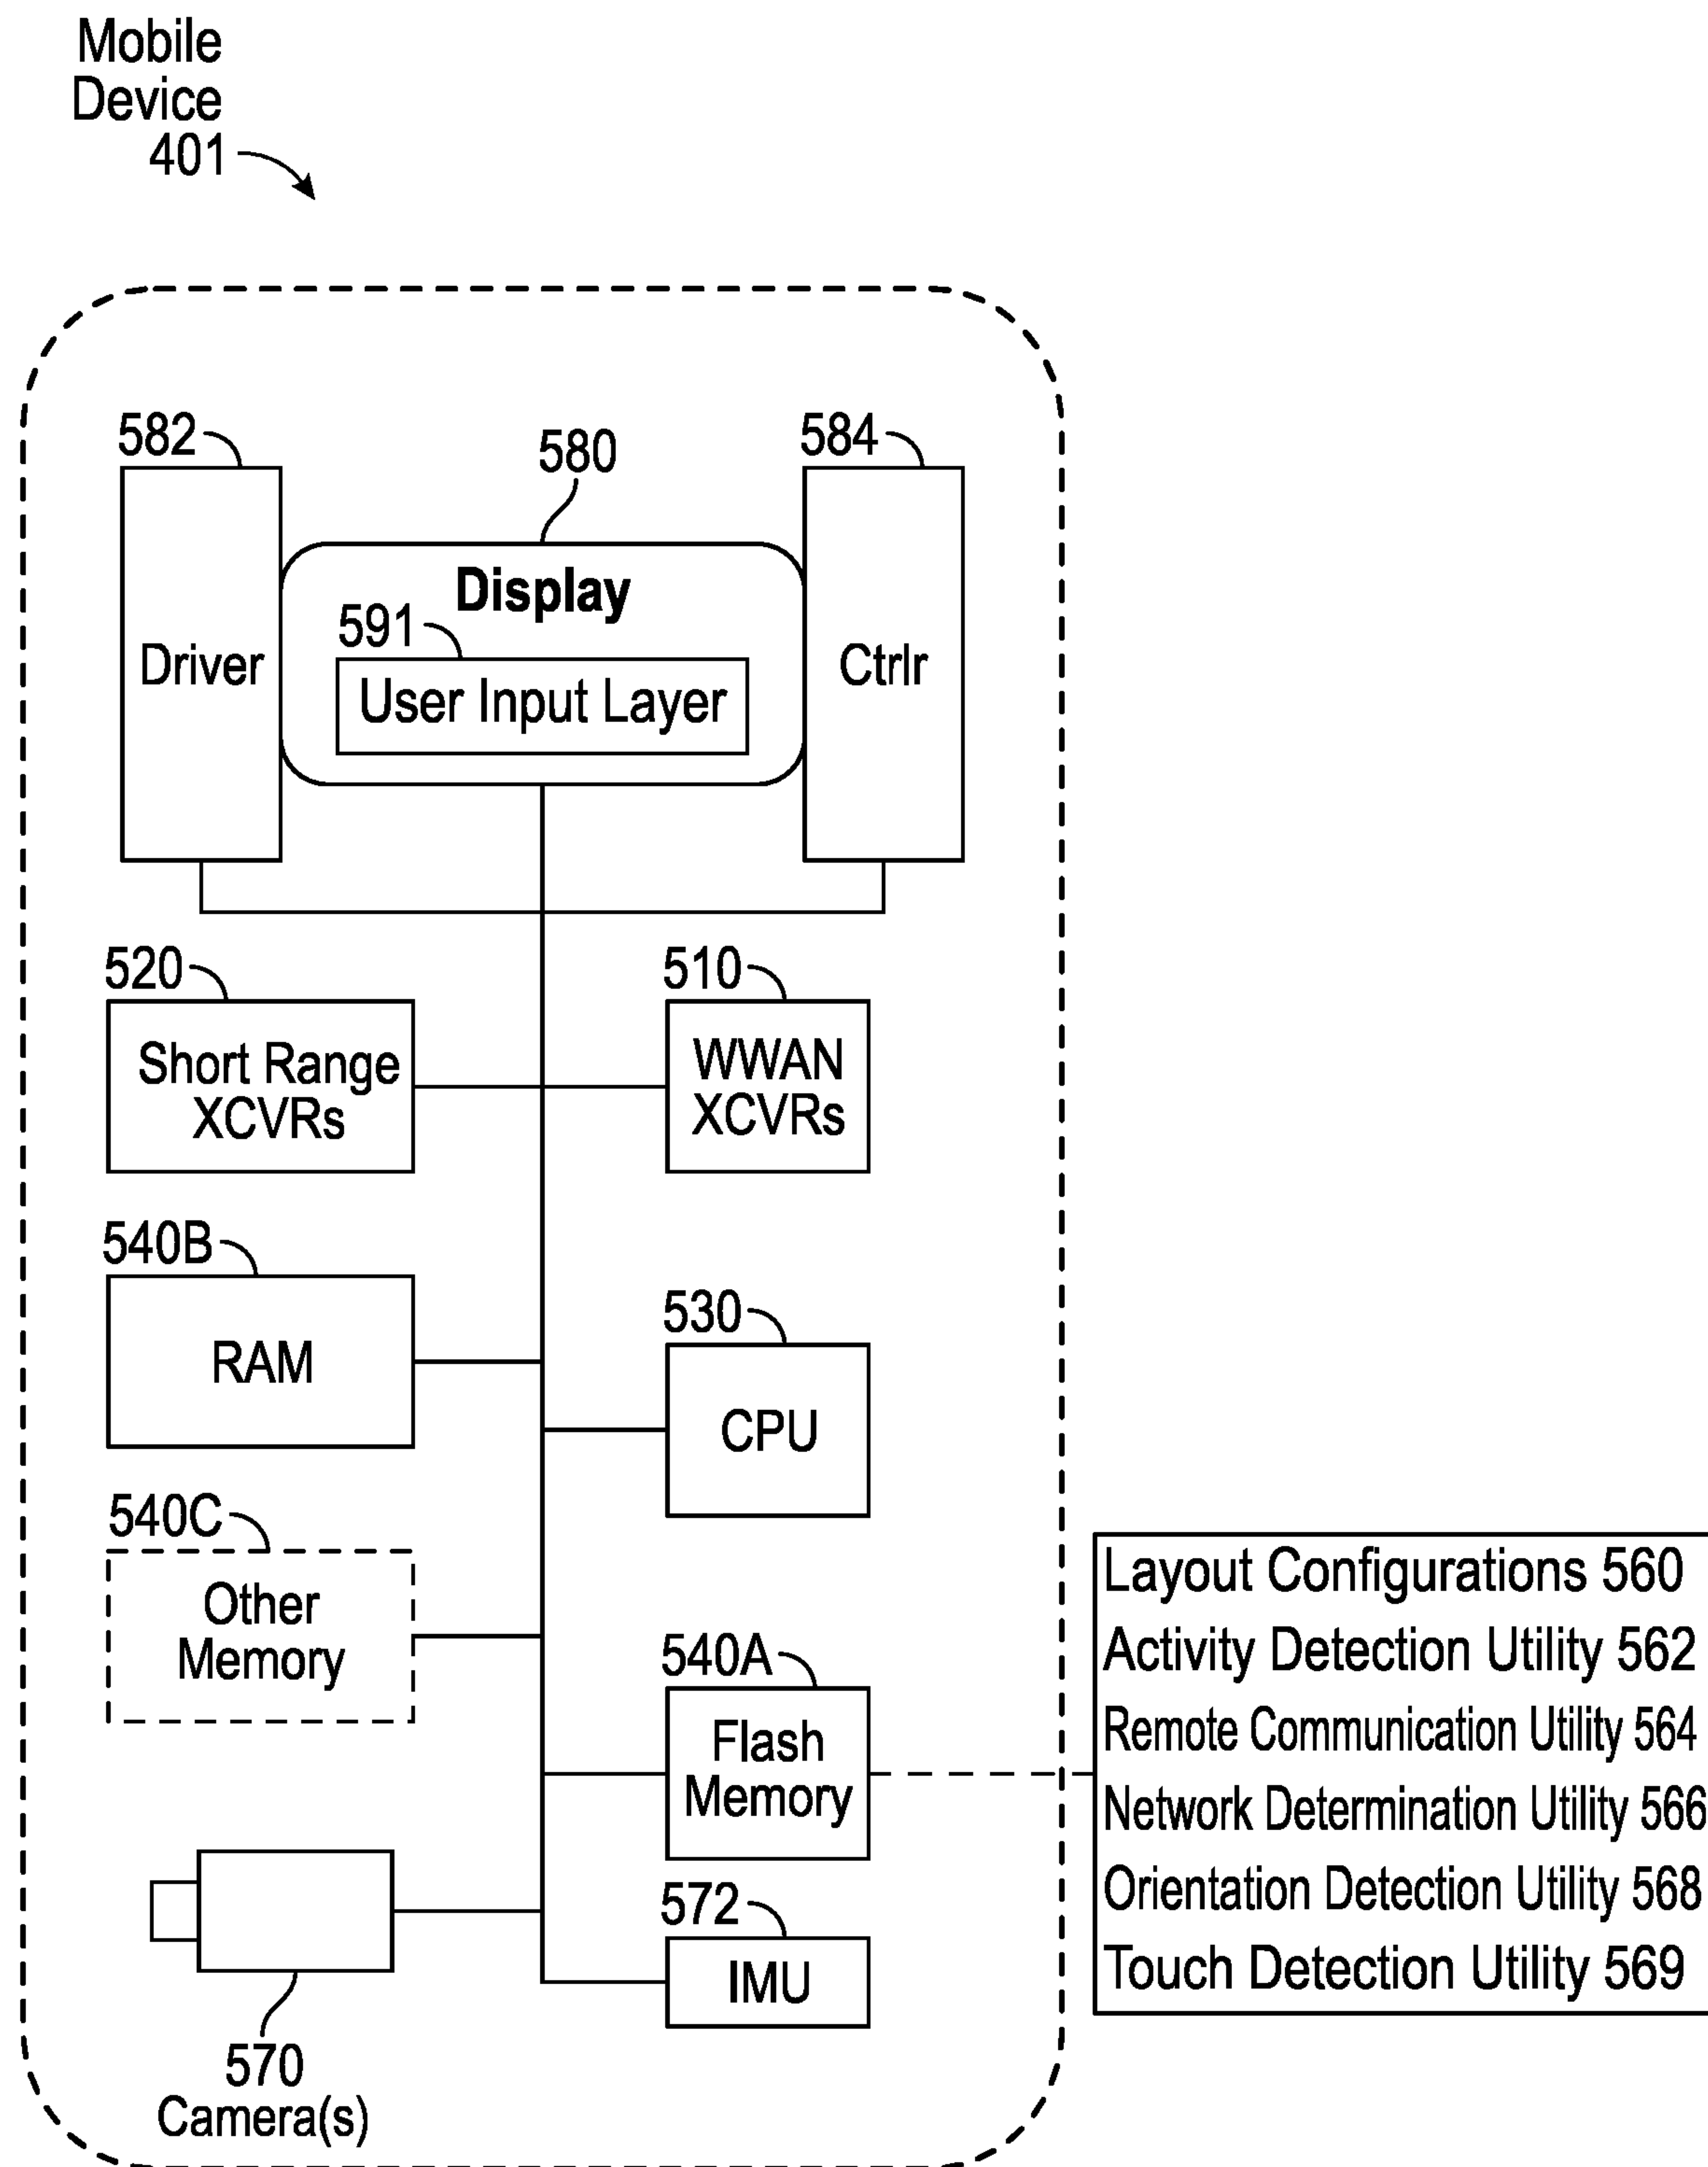 Mobile
Device
401
582
580
584
Display
591
Driver
User Input Layer
Ctrlr
520
510
Short Range
XCVRs
WWAN
XCVRs
540B
530
RAM
CPU
540C
Other
Memory
540A
Flash
Memory
Layout Configurations 560
Activity Detection Utility 562
Remote Communication Utility 564
Network Determination Utility 566
Orientation Detection Utility 568
Touch Detection Utility 569
572
IMU
570
Camera(s)